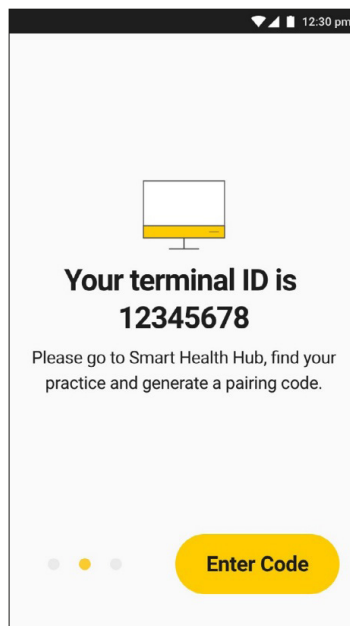 12:30 pm
Your terminal ID is
12345678
Please go to Smart Health Hub, find your
practice and generate a pairing code.
Enter Code